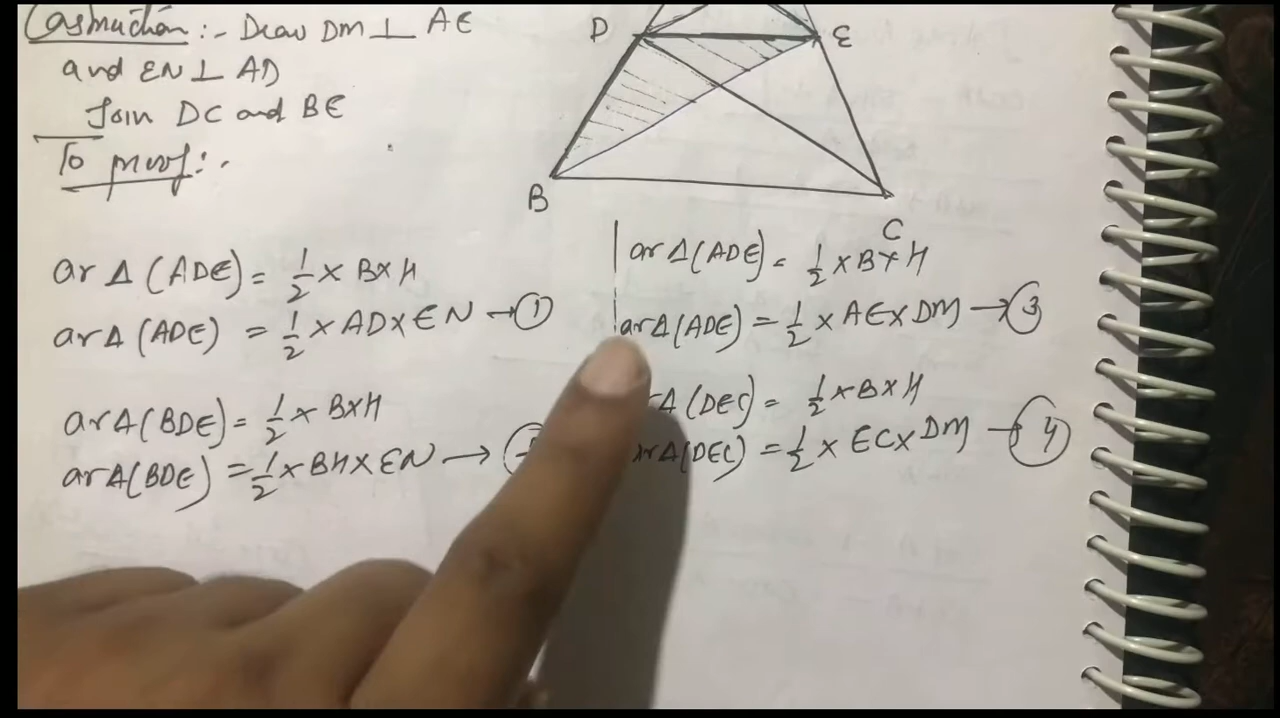 Costruction :- Draw DM ⊥ AE
and EN ⊥ AD
Join DC and BE
To proof :-
D
E
B
C
ar Δ (ADE) = 1/2 × B×H
ar Δ (ADE) = 1/2 × AD × EN → ①
ar Δ(BDE) = 1/2 × B×H
ar Δ(BDE) = 1/2 × BH × EN →
ar Δ(ADE) = 1/2 × B×H
ar Δ(ADE) = 1/2 × AE × DM → ③
Δ(DEC) = 1/2 × B×H
ar Δ(DEC) = 1/2 × EC × DM → ④